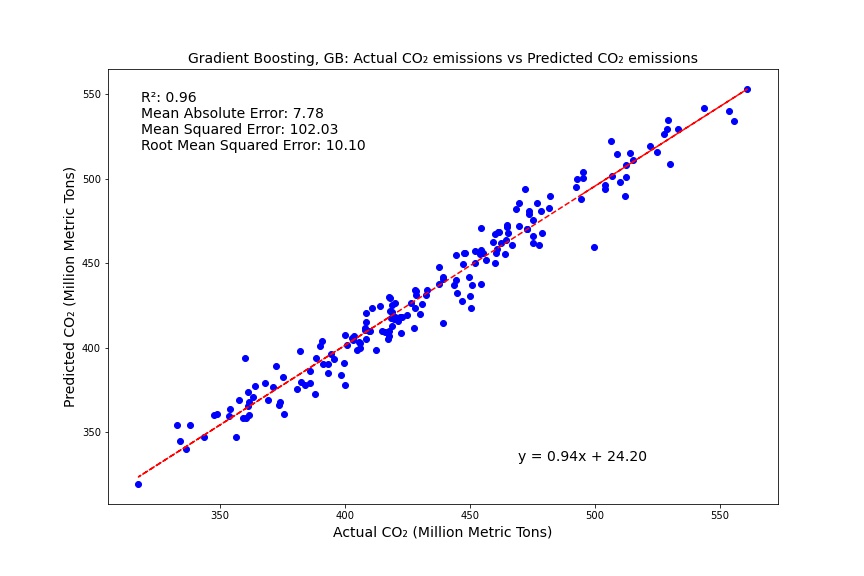 Gradient Boosting, GB: Actual CO₂ emissions vs Predicted CO₂ emissions
R²: 0.96
Mean Absolute Error: 7.78
Mean Squared Error: 102.03
Root Mean Squared Error: 10.10
y = 0.94x + 24.20
Predicted CO₂ (Million Metric Tons)
550
500
450
400
350
350 400 450 500 550
Actual CO₂ (Million Metric Tons)